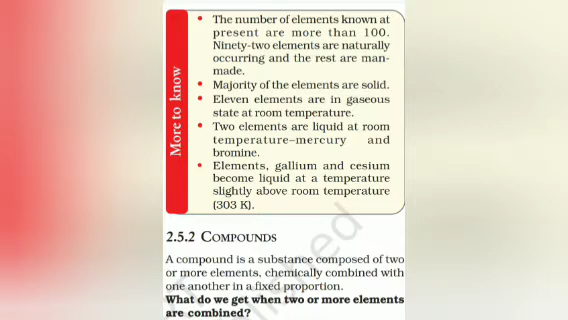 More to know
• The number of elements known at
present are more than 100.
Ninety-two elements are naturally
occurring and the rest are man-
made.
• Majority of the elements are solid.
• Eleven elements are in gaseous
state at room temperature.
• Two elements are liquid at room
temperature–mercury and
bromine.
• Elements, gallium and cesium
become liquid at a temperature
slightly above room temperature
(303 K).
2.5.2 COMPOUNDS
A compound is a substance composed of two
or more elements, chemically combined with
one another in a fixed proportion.
What do we get when two or more elements
are combined?